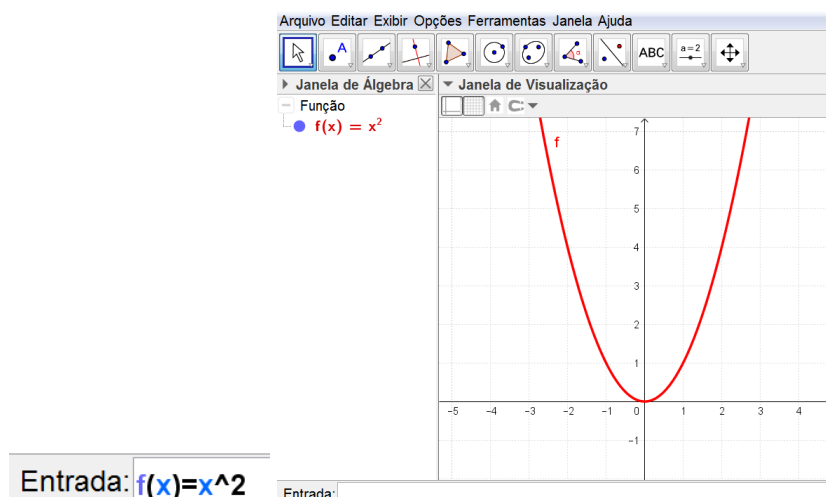 Arquivo Editar Exibir Opções Ferramentas Janela Ajuda
A
α
ABC
a=2
Janela de Álgebra
Janela de Visualização
Função
f(x) = x²
f
7
6
5
4
3
2
1
-5 -4 -3 -2 -1 0 1 2 3 4
-1
Entrada: f(x)=x^2
Entrada: